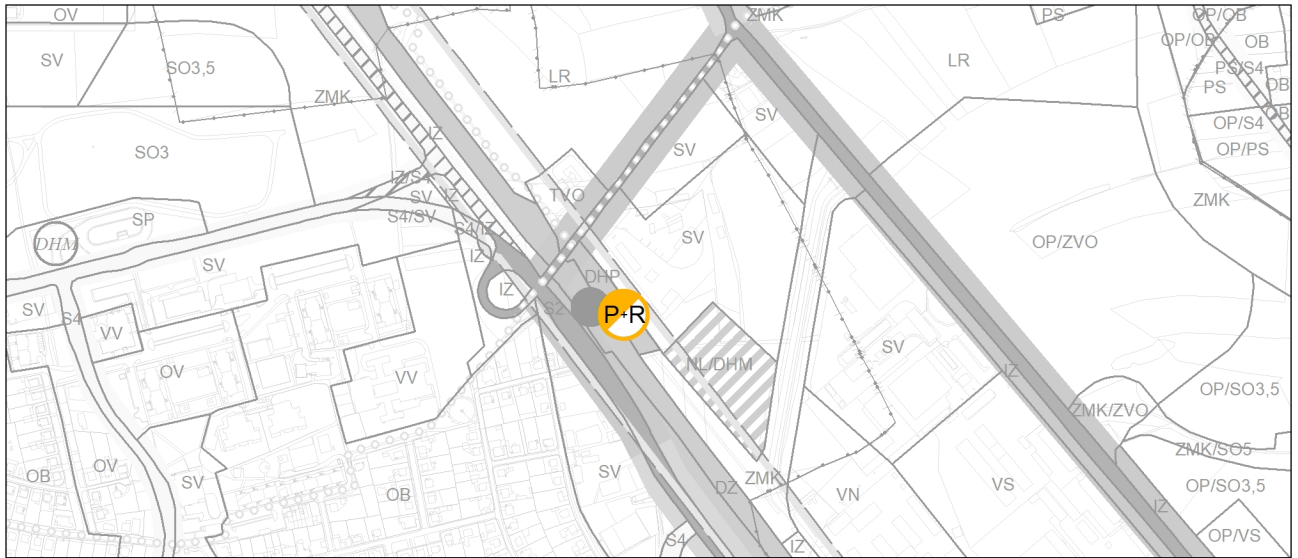 OV
ZMK
PS
OP/OB
OP/OB
OB
SV
SO3,5
LR
LR
PS/S4
PS
OB
ZMK
SV
OB
OP/S4
IZ
SV
OP/PS
SO3
IZ/S4
SV
IZ
TVO
ZMK
SP
S4/SV
S4/IZ
DHM
SV
SV
OP/ZVO
IZ
DHP
IZ
SV
S4
S2
P+R
VV
SV
OV
VV
NL/DHM
IZ
OP/SO3,5
ZMK/ZVO
OV
SV
ZMK/SO5
OB
SV
OB
ZMK
DZ
VN
VS
OP/SO3,5
IZ
OP/VS
S4
IZ